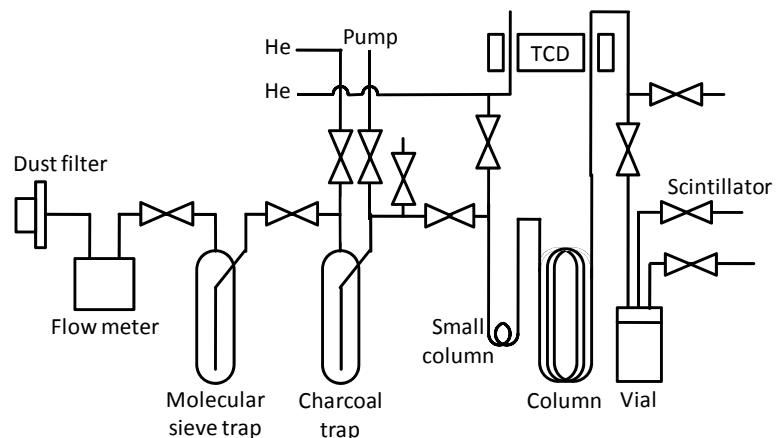 He
Pump
He
TCD
Dust filter
Scintillator
Flow meter
Small
column
Molecular
sieve trap
Charcoal
trap
Column
Vial